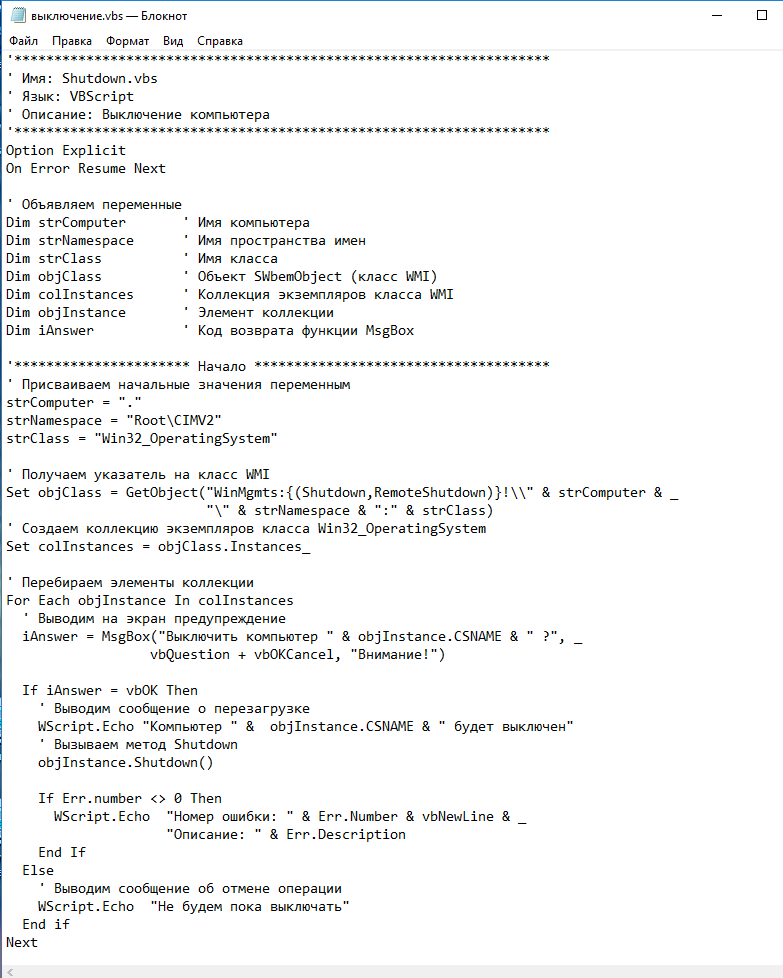 выключение.vbs — Блокнот
Файл Правка Формат Вид Справка
'*******************************************************************
' Имя: Shutdown.vbs
' Язык: VBScript
' Описание: Выключение компьютера
'*******************************************************************
Option Explicit
On Error Resume Next

' Объявляем переменные
Dim strComputer       ' Имя компьютера
Dim strNamespace      ' Имя пространства имен
Dim strClass          ' Имя класса
Dim objClass          ' Объект SWbemObject (класс WMI)
Dim colInstances      ' Коллекция экземпляров класса WMI
Dim objInstance       ' Элемент коллекции
Dim iAnswer           ' Код возврата функции MsgBox

'********************** Начало *************************************
' Присваиваем начальные значения переменным
strComputer = "."
strNamespace = "Root\CIMV2"
strClass = "Win32_OperatingSystem"

' Получаем указатель на класс WMI
Set objClass = GetObject("WinMgmts:{(Shutdown,RemoteShutdown)}!\\" & strComputer & _
                         "\" & strNamespace & ":" & strClass)
' Создаем коллекцию экземпляров класса Win32_OperatingSystem
Set colInstances = objClass.Instances_

' Перебираем элементы коллекции
For Each objInstance In colInstances
  ' Выводим на экран предупреждение
  iAnswer = MsgBox("Выключить компьютер " & objInstance.CSNAME & " ?", _
                  vbQuestion + vbOKCancel, "Внимание!")

  If iAnswer = vbOK Then
    ' Выводим сообщение о перезагрузке
    WScript.Echo "Компьютер " &  objInstance.CSNAME & " будет выключен"
    ' Вызываем метод Shutdown
    objInstance.Shutdown()

    If Err.number <> 0 Then
      WScript.Echo  "Номер ошибки: " & Err.Number & vbNewLine & _
                    "Описание: " & Err.Description
    End If
  Else
    ' Выводим сообщение об отмене операции
    WScript.Echo  "Не будем пока выключать"
  End if
Next